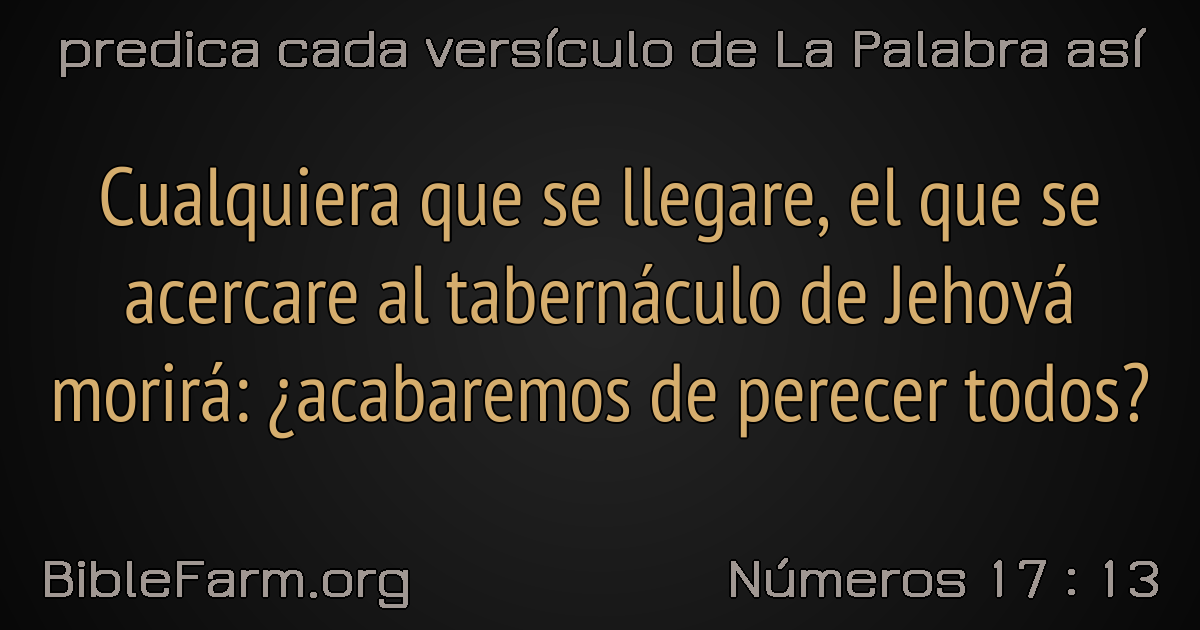 predica cada versículo de La Palabra así
Cualquiera que se llegare, el que se
acercare al tabernáculo de Jehová
morirá: ¿acabaremos de perecer todos?
BibleFarm.org
Números 17 : 13